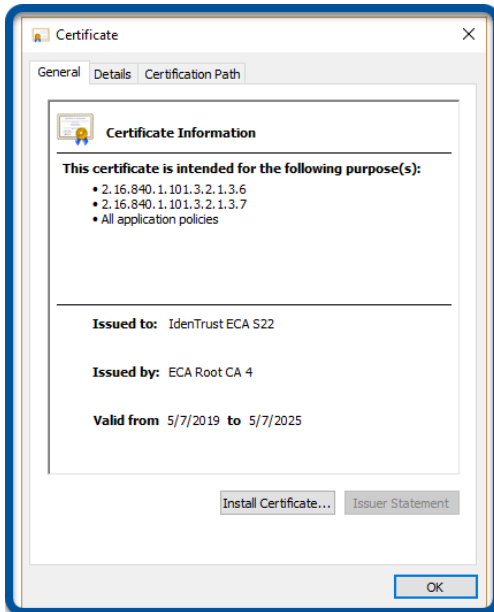 Certificate
General Details Certification Path
Certificate Information
This certificate is intended for the following purpose(s):
• 2.16.840.1.101.3.2.1.3.6
• 2.16.840.1.101.3.2.1.3.7
• All application policies
Issued to: IdenTrust ECA S22
Issued by: ECA Root CA 4
Valid from 5/7/2019 to 5/7/2025
Install Certificate... Issuer Statement
OK